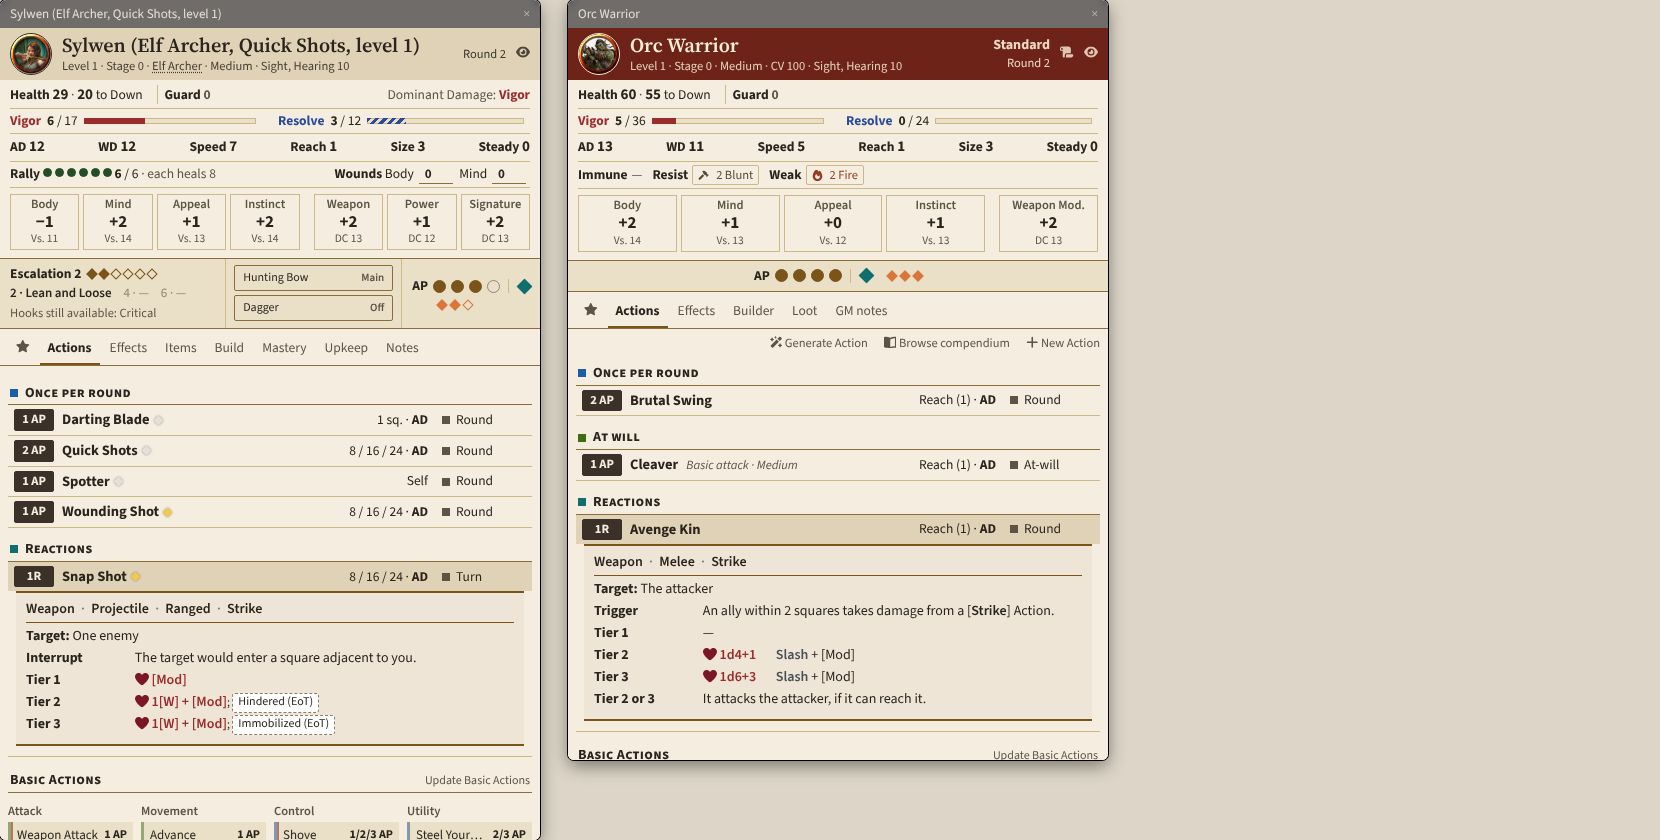 Sylwen (Elf Archer, Quick Shots, level 1) ×
Sylwen (Elf Archer, Quick Shots, level 1)
Level 1 · Stage 0 · Elf Archer · Medium · Sight, Hearing 10
Round 2
Health 29 · 20 to Down Guard 0 Dominant Damage: Vigor
Vigor 6 / 17 Resolve 3 / 12
AD 12 WD 12 Speed 7 Reach 1 Size 3 Steady 0
Rally 6 / 6 · each heals 8 Wounds Body 0 Mind 0
Body Mind Appeal Instinct Weapon Power Signature
−1 +2 +1 +2 +2 +1 +2
Vs. 11 Vs. 14 Vs. 13 Vs. 14 DC 13 DC 12 DC 13
Escalation 2
2 · Lean and Loose 4 · — 6 · —
Hooks still available: Critical
Hunting Bow Main
Dagger Off
AP
Actions Effects Items Build Mastery Upkeep Notes
Once per round
1 AP Darting Blade 1 sq. · AD Round
2 AP Quick Shots 8 / 16 / 24 · AD Round
1 AP Spotter Self Round
1 AP Wounding Shot 8 / 16 / 24 · AD Round
Reactions
1R Snap Shot 8 / 16 / 24 · AD Turn
Weapon · Projectile · Ranged · Strike
Target: One enemy
Interrupt The target would enter a square adjacent to you.
Tier 1 [Mod]
Tier 2 1[W] + [Mod]; Hindered (EoT)
Tier 3 1[W] + [Mod]; Immobilized (EoT)
Basic Actions Update Basic Actions
Attack Movement Control Utility
Weapon Attack 1 AP Advance 1 AP Shove 1/2/3 AP Steel Your… 2/3 AP
Orc Warrior ×
Orc Warrior
Level 1 · Stage 0 · Medium · CV 100 · Sight, Hearing 10
Standard
Round 2
Health 60 · 55 to Down Guard 0
Vigor 5 / 36 Resolve 0 / 24
AD 13 WD 11 Speed 5 Reach 1 Size 3 Steady 0
Immune — Resist 2 Blunt Weak 2 Fire
Body Mind Appeal Instinct Weapon Mod.
+2 +1 +0 +1 +2
Vs. 14 Vs. 13 Vs. 12 Vs. 13 DC 13
AP
Actions Effects Builder Loot GM notes
Generate Action Browse compendium New Action
Once per round
2 AP Brutal Swing Reach (1) · AD Round
At will
1 AP Cleaver Basic attack · Medium Reach (1) · AD At-will
Reactions
1R Avenge Kin Reach (1) · AD Round
Weapon · Melee · Strike
Target: The attacker
Trigger An ally within 2 squares takes damage from a [Strike] Action.
Tier 1 —
Tier 2 1d4+1 Slash + [Mod]
Tier 3 1d6+3 Slash + [Mod]
Tier 2 or 3 It attacks the attacker, if it can reach it.
Basic Actions Update Basic Actions